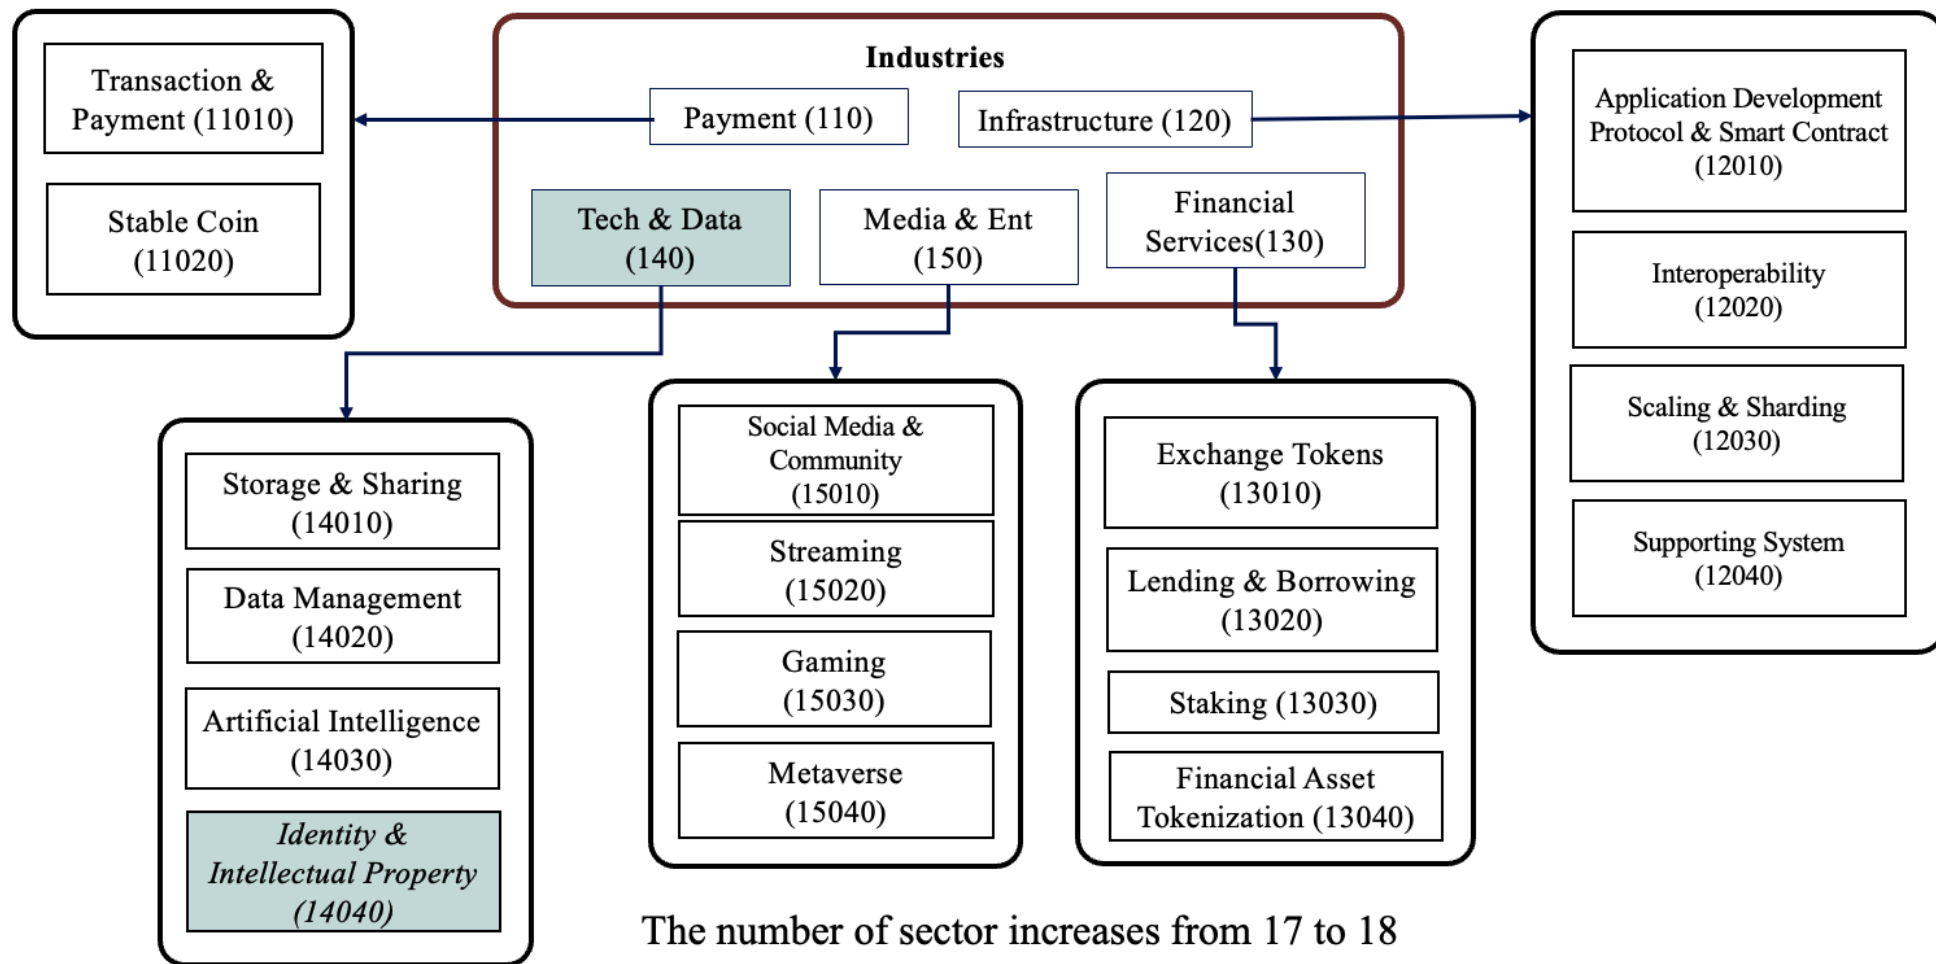 Industries
Payment (110)
Infrastructure (120)
Tech & Data
(140)
Media & Ent
(150)
Financial
Services(130)
Transaction &
Payment (11010)
Stable Coin
(11020)
Application Development
Protocol & Smart Contract
(12010)
Interoperability
(12020)
Scaling & Sharding
(12030)
Supporting System
(12040)
Storage & Sharing
(14010)
Data Management
(14020)
Artificial Intelligence
(14030)
Identity &
Intellectual Property
(14040)
Social Media &
Community
(15010)
Streaming
(15020)
Gaming
(15030)
Metaverse
(15040)
Exchange Tokens
(13010)
Lending & Borrowing
(13020)
Staking (13030)
Financial Asset
Tokenization (13040)
The number of sector increases from 17 to 18